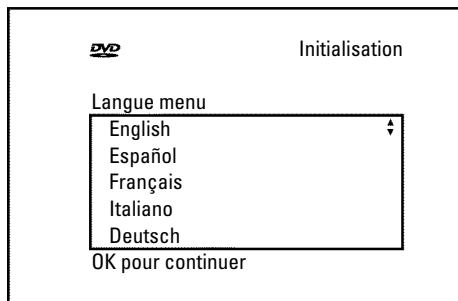 DVD Initialisation
Langue menu
English
Español
Français
Italiano
Deutsch
OK pour continuer